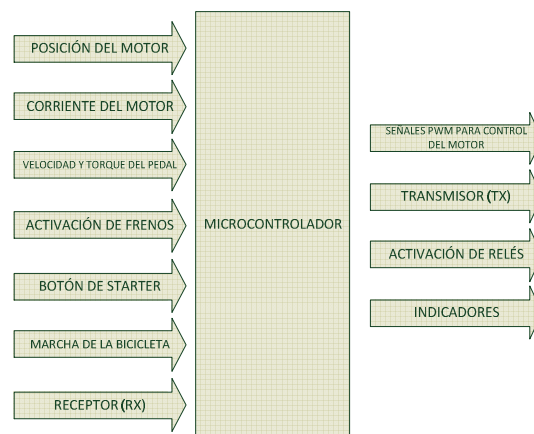 POSICIÓN DEL MOTOR
CORRIENTE DEL MOTOR
VELOCIDAD Y TORQUE DEL PEDAL
ACTIVACIÓN DE FRENOS
BOTÓN DE STARTER
MARCHA DE LA BICICLETA
RECEPTOR (RX)
MICROCONTROLADOR
SEÑALES PWM PARA CONTROL
DEL MOTOR
TRANSMISOR (TX)
ACTIVACIÓN DE RELÉS
INDICADORES